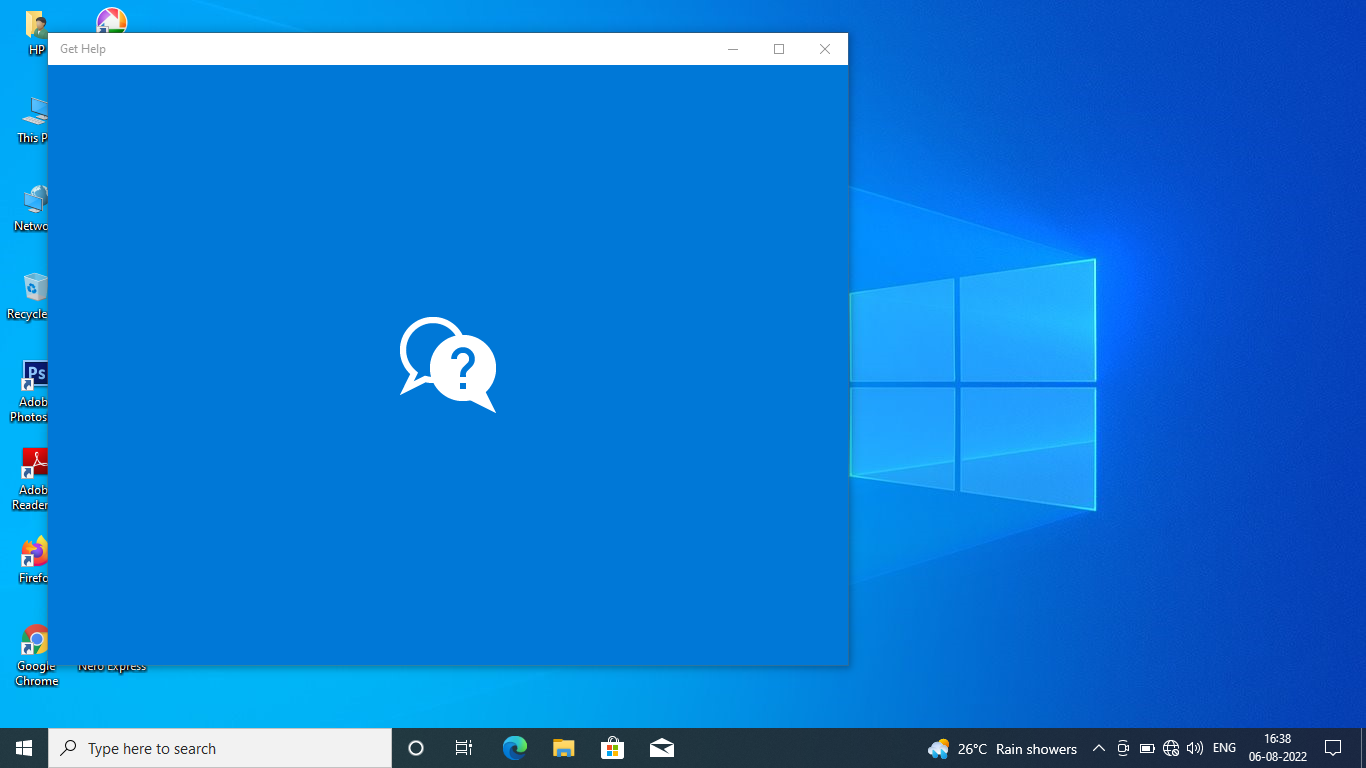 Get Help
HP
This P
Netwo
Recycle
Ps
Adob
Photos
Adob
Reader
Firefo
Google
Chrome
Nero Express
Type here to search
26°C Rain showers
ENG
16:38
06-08-2022